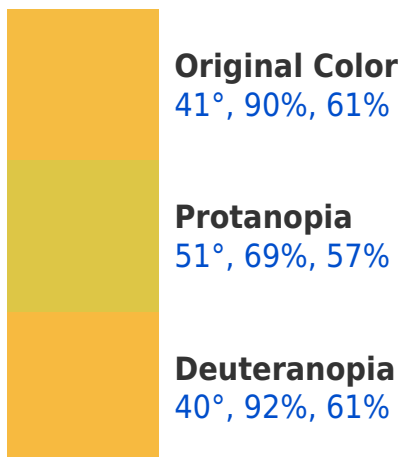 Original Color
41°, 90%, 61%
Protanopia
51°, 69%, 57%
Deuteranopia
40°, 92%, 61%